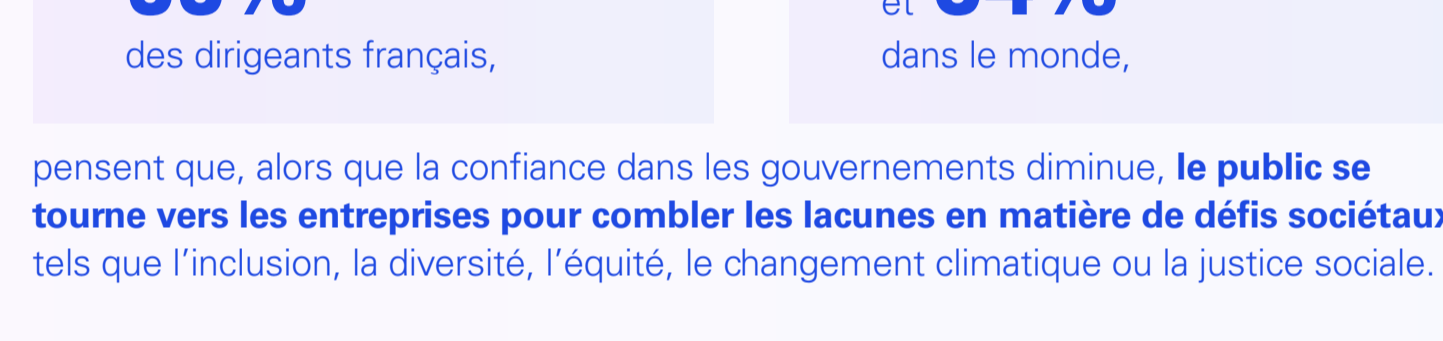 et
des dirigeants français,
dans le monde,
pensent que, alors que la confiance dans les gouvernements diminue, le public se
tourne vers les entreprises pour combler les lacunes en matière de défis sociétaux
tels que l’inclusion, la diversité, l’équité, le changement climatique ou la justice sociale.